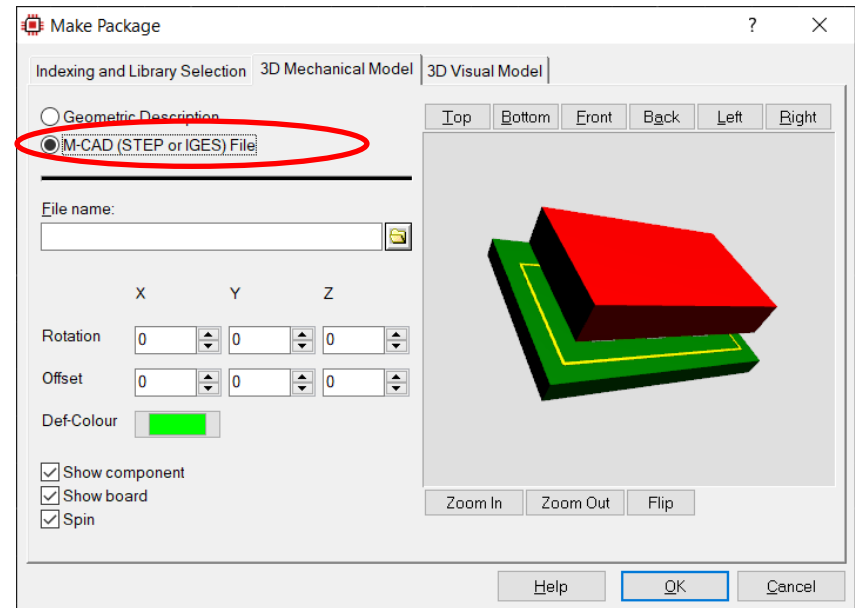 Make Package
?
Indexing and Library Selection 3D Mechanical Model 3D Visual Model
Geometric Description
M-CAD (STEP or IGES) File
Top Bottom Front Back Left Right
File name:
X Y Z
Rotation 0 0 0
Offset 0 0 0
Def-Colour
Show component
Show board
Spin
Zoom In Zoom Out Flip
Help OK Cancel